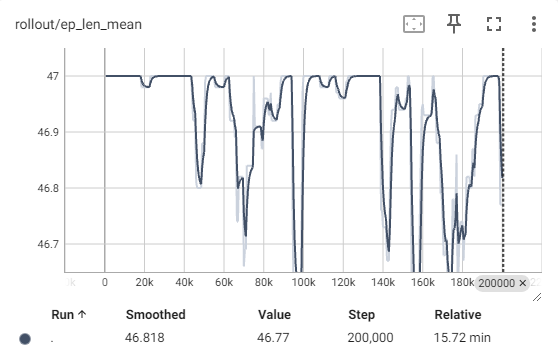 rollout/ep_len_mean
47
46.9
46.8
46.7
0 20k 40k 60k 80k 100k 120k 140k 160k 180k 200000 ×
Run ↑ Smoothed Value Step Relative
. 46.818 46.77 200,000 15.72 min